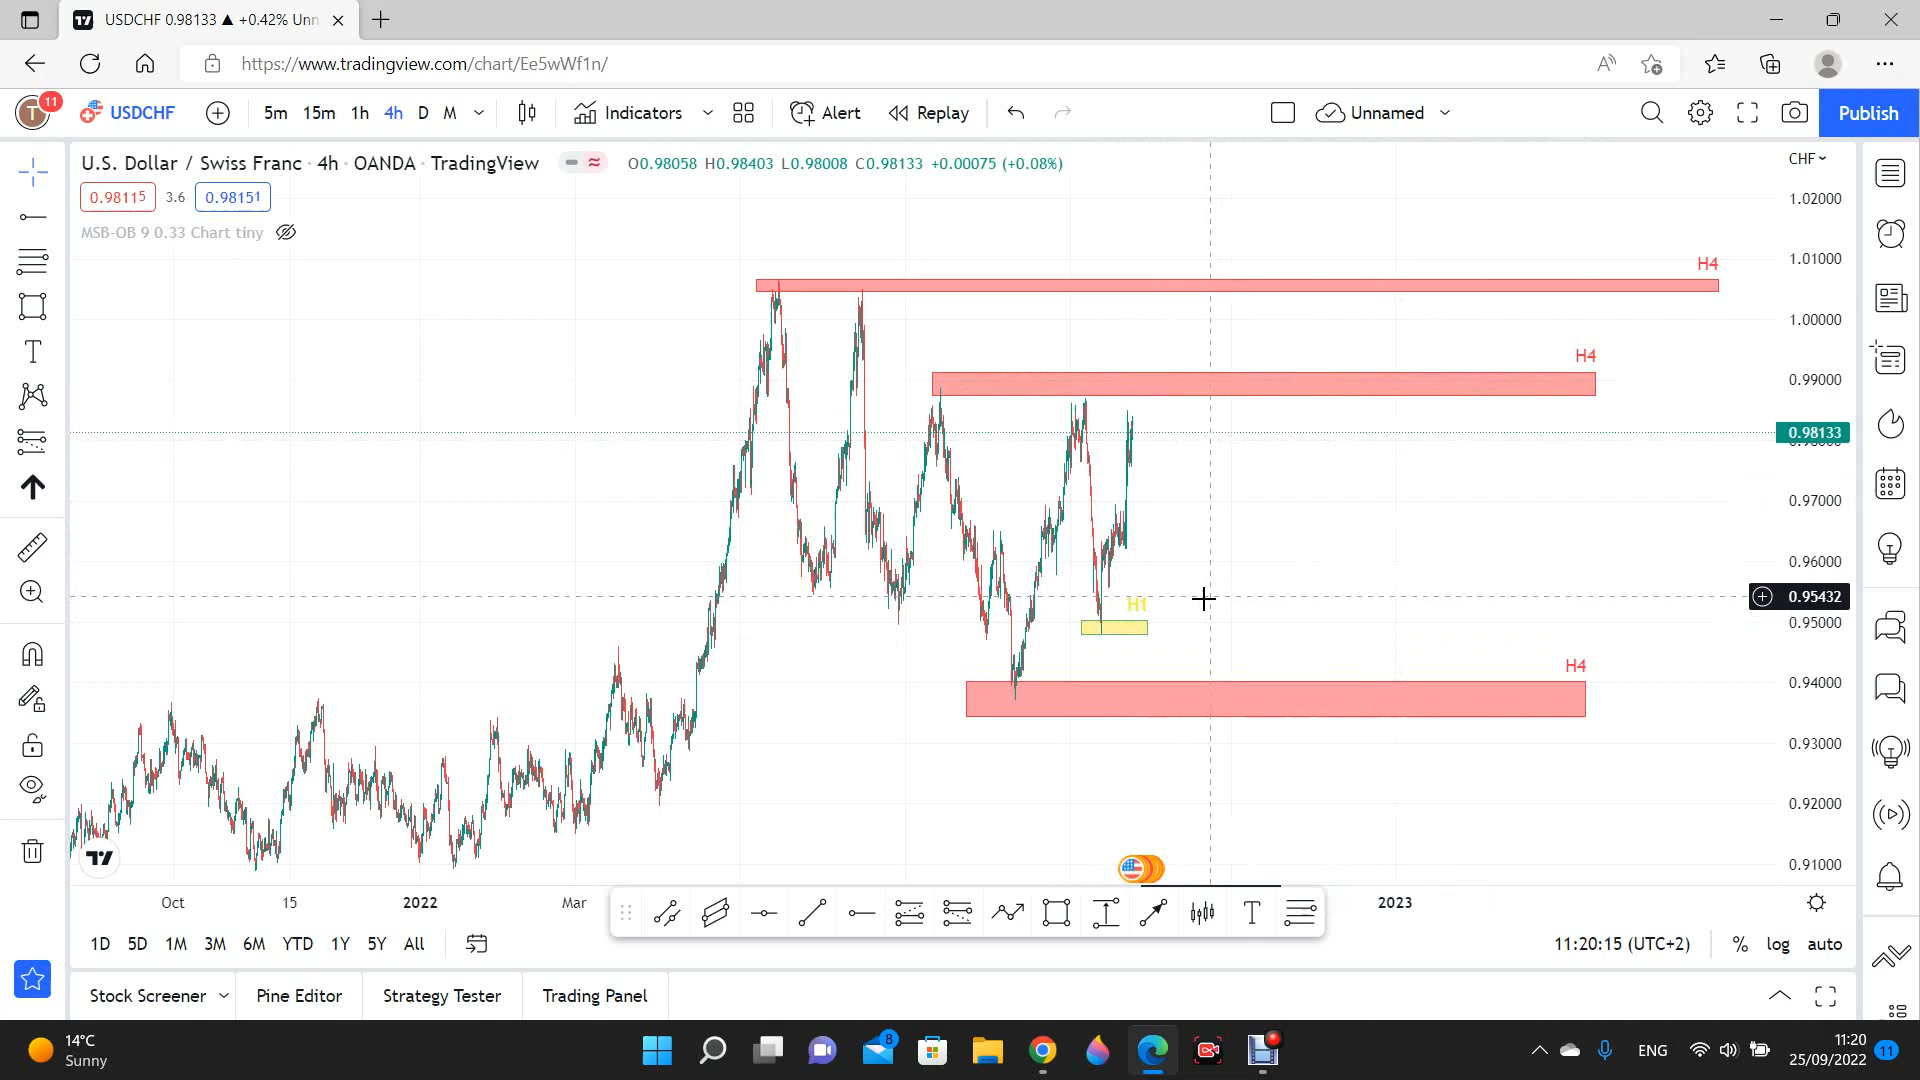 USDCHF 0.98133 ▲ +0.42% Unn
https://www.tradingview.com/chart/Ee5wWf1n/
T 11 USDCHF 5m 15m 1h 4h D M Indicators Alert Replay Unnamed Publish
U.S. Dollar / Swiss Franc · 4h · OANDA · TradingView O0.98058 H0.98403 L0.98008 C0.98133 +0.00075 (+0.08%) CHF
0.98115 3.6 0.98151
MSB-OB 9 0.33 Chart tiny
1.02000
1.01000
1.00000
0.99000
0.98133
0.97000
0.96000
0.95432
0.95000
0.94000
0.93000
0.92000
0.91000
H4
H4
H1
H4
Oct 15 2022 Mar 2023
1D 5D 1M 3M 6M YTD 1Y 5Y All 11:20:15 (UTC+2) % log auto
Stock Screener Pine Editor Strategy Tester Trading Panel
14°C
Sunny
8
ENG
11:20
25/09/2022
11